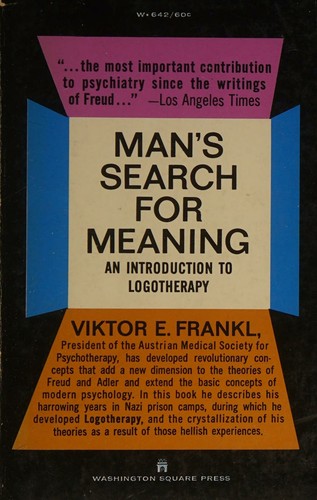 W•642/60c
"...the most important contribution
to psychiatry since the writings
of Freud..." —Los Angeles Times
MAN'S
SEARCH
FOR
MEANING
AN INTRODUCTION TO
LOGOTHERAPY
VIKTOR E. FRANKL,
President of the Austrian Medical Society for
Psychotherapy, has developed revolutionary con-
cepts that add a new dimension to the theories of
Freud and Adler and extend the basic concepts of
modern psychology. In this book he describes his
harrowing years in Nazi prison camps, during which he
developed Logotherapy, and the crystallization of his
theories as a result of those hellish experiences.
WASHINGTON SQUARE PRESS